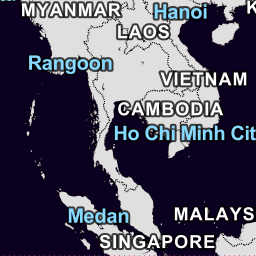 MYANMAR
Hanoi
K
LAOS
Rangoon
VIETNAM
CAMBODIA
Ho Chi Minh Cit
Medan
MALAYS
SINGAPORE